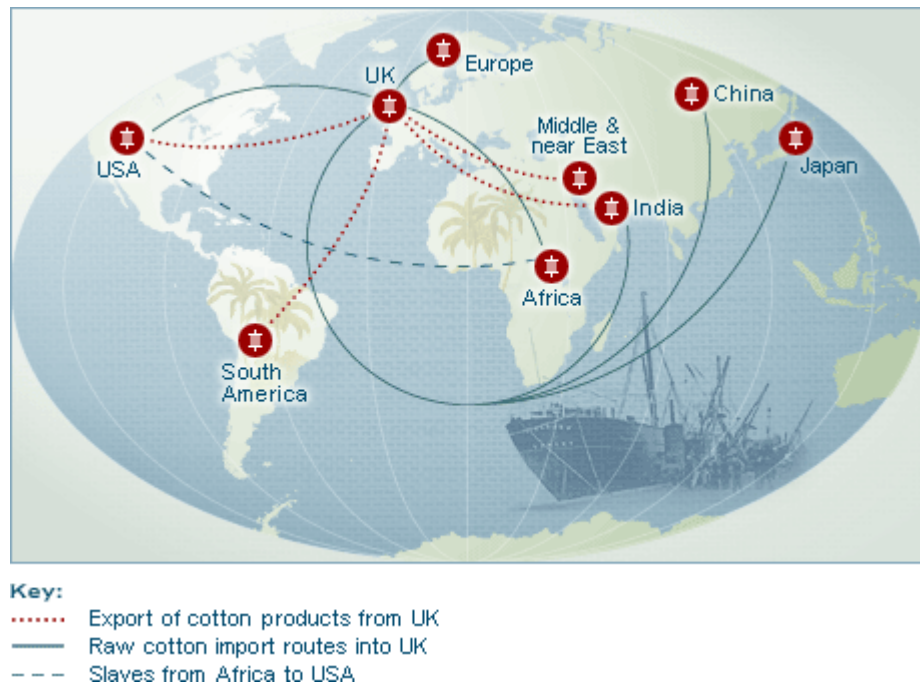 Europe
UK
China
Middle &
near East
USA
Japan
India
Africa
South
America
Key:
Export of cotton products from UK
Raw cotton import routes into UK
Slaves from Africa to USA